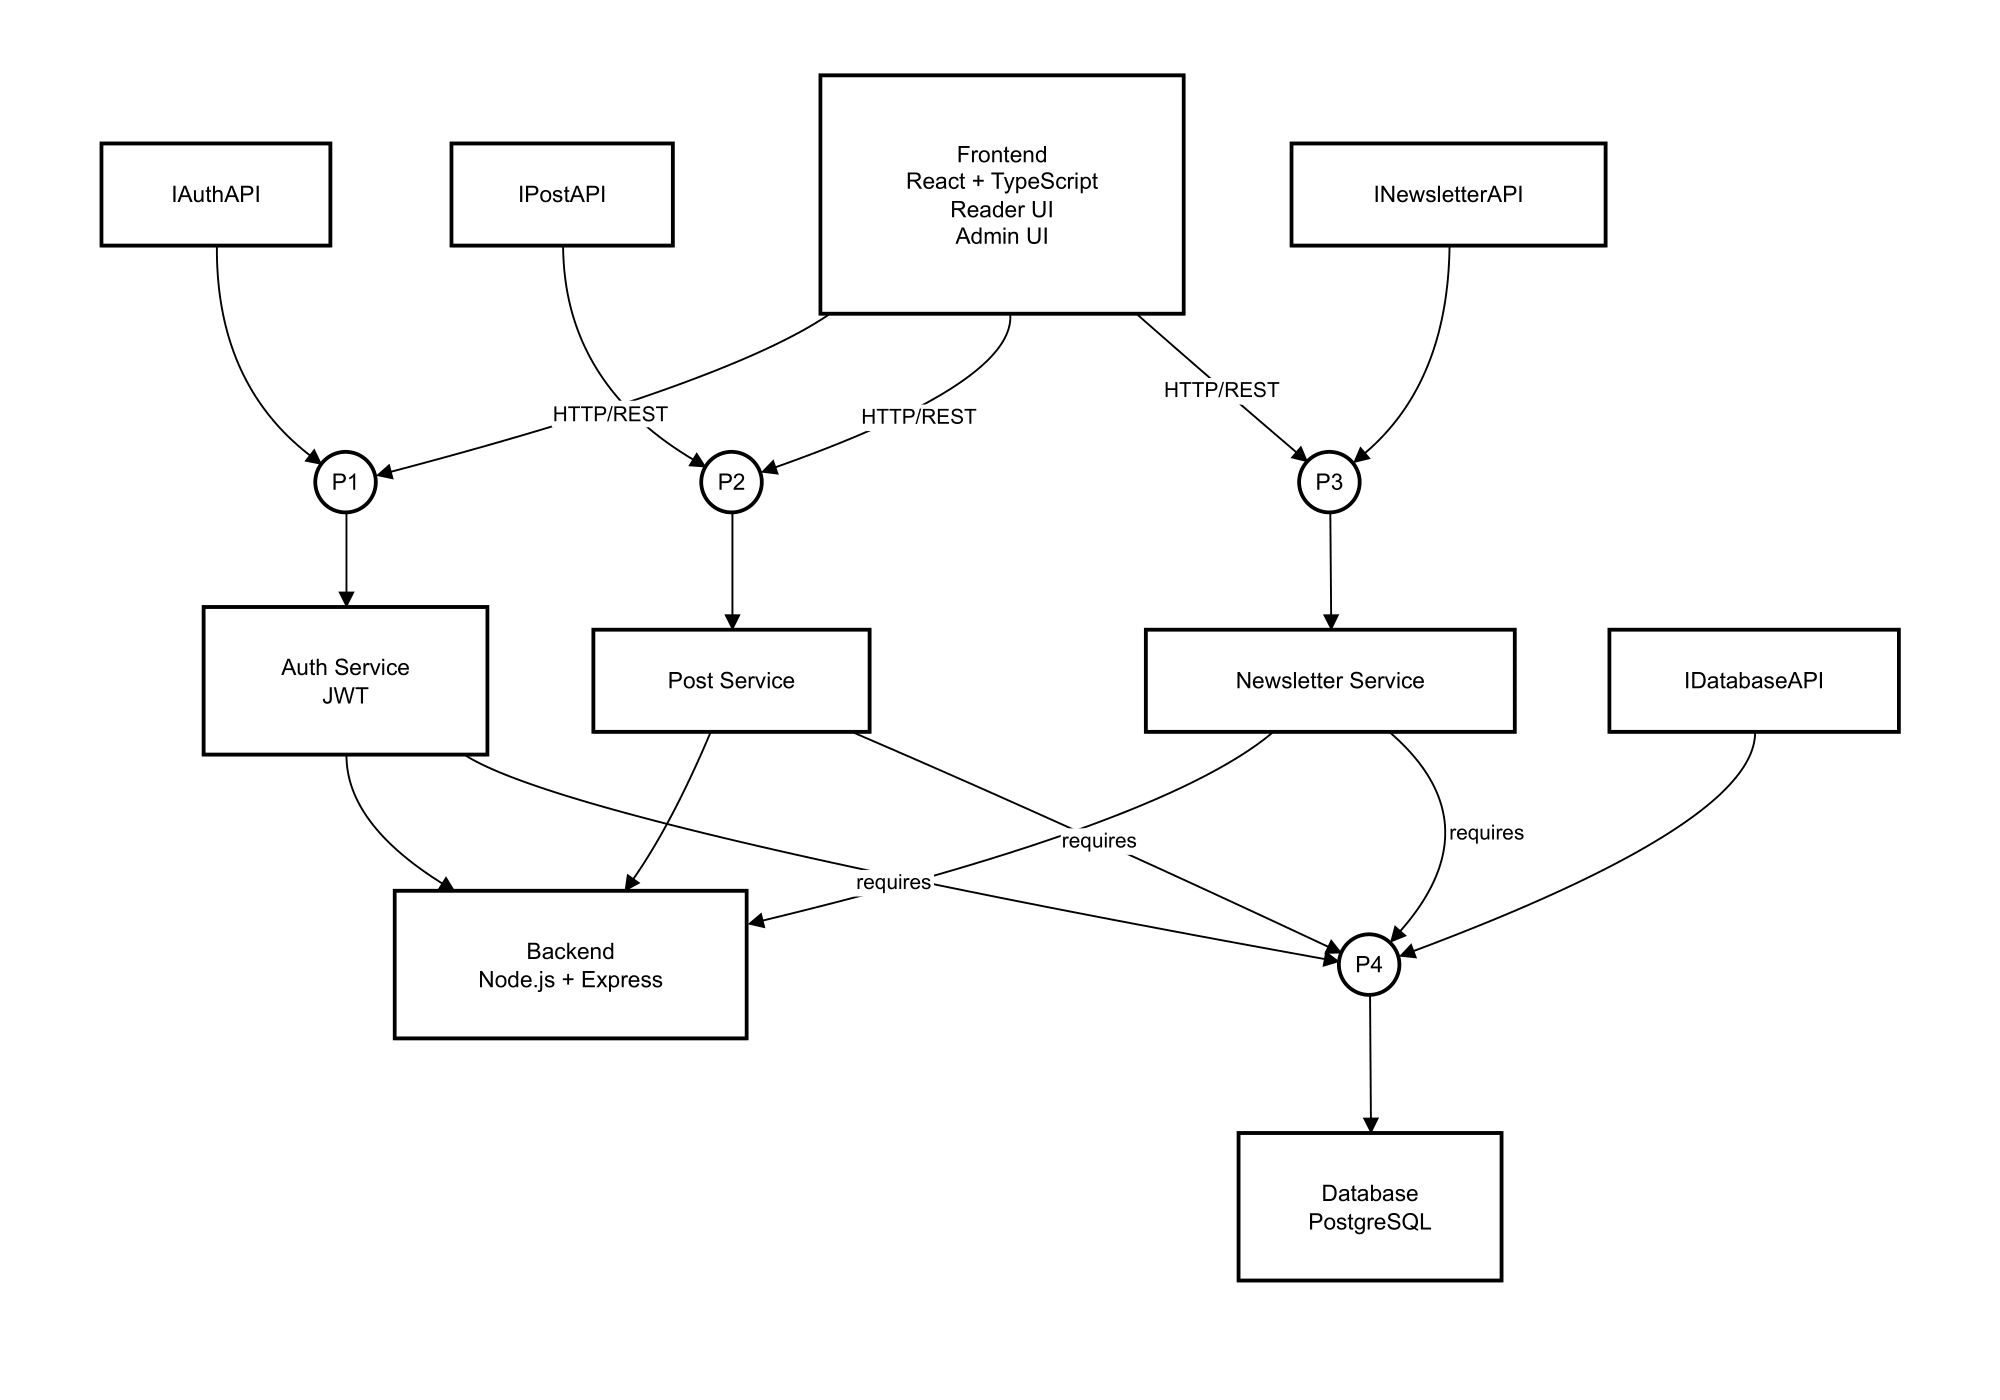 Frontend
React + TypeScript
Reader UI
Admin UI
IAuthAPI
IPostAPI
INewsletterAPI
HTTP/REST
HTTP/REST
HTTP/REST
P1
P2
P3
Auth Service
JWT
Post Service
Newsletter Service
IDatabaseAPI
requires
requires
requires
Backend
Node.js + Express
P4
Database
PostgreSQL